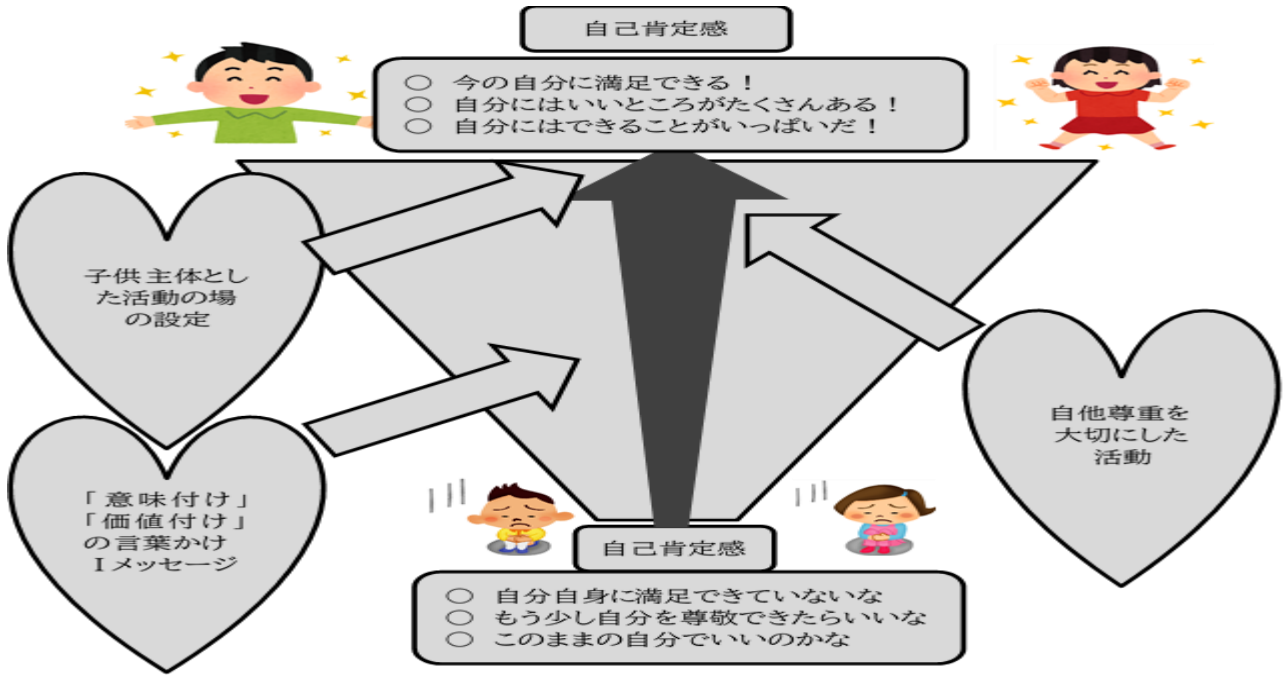 自己肯定感
○ 今の自分に満足できる！
○ 自分にはいいところがたくさんある！
○ 自分にはできることがいっぱいだ！
子供主体とし
た活動の場
の設定
自他尊重を
大切にした
活動
「意味付け」
「価値付け」
の言葉かけ
Iメッセージ
自己肯定感
○ 自分自身に満足できていないな
○ もう少し自分を尊敬できたらいいな
○ このままの自分でいいのかな